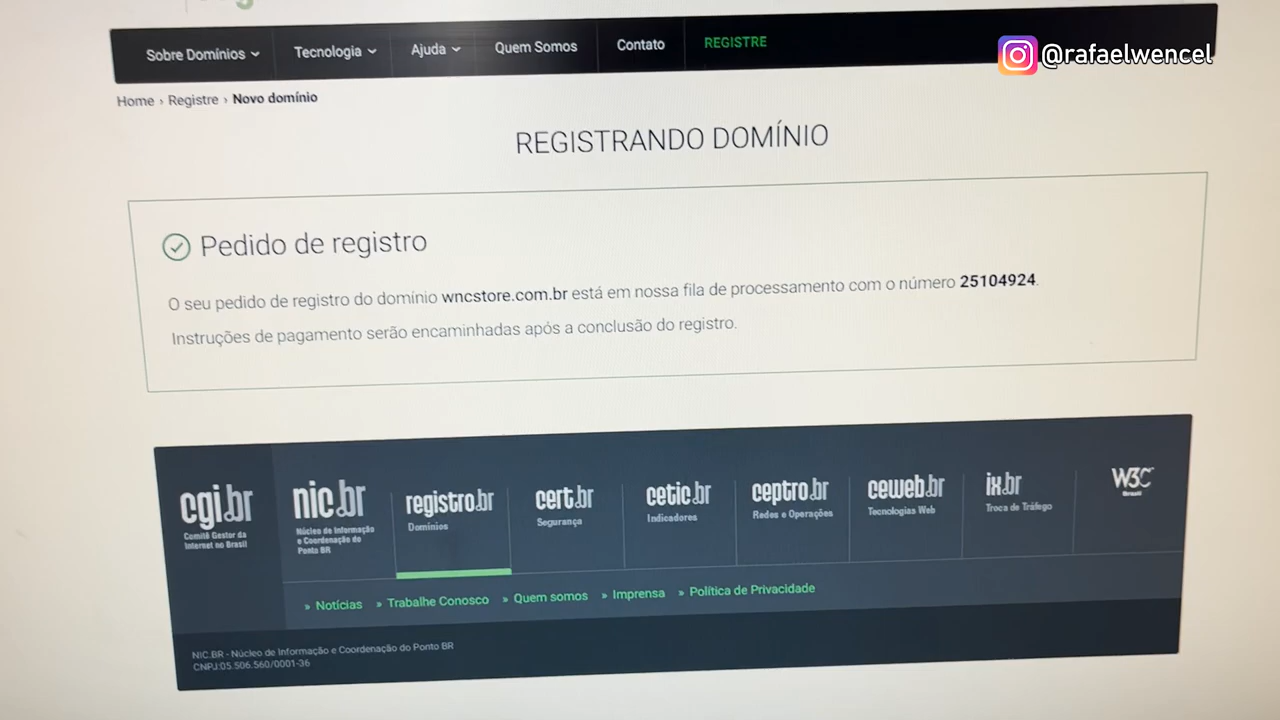 Sobre Domínios
Tecnologia
Ajuda
Quem Somos
Contato
REGISTRE
@rafaelwencel
Home › Registre › Novo domínio
REGISTRANDO DOMÍNIO
Pedido de registro
O seu pedido de registro do domínio wncstore.com.br está em nossa fila de processamento com o número 25104924.
Instruções de pagamento serão encaminhadas após a conclusão do registro.
cgi.br
Comitê Gestor da
Internet no Brasil
nic.br
Núcleo de Informação
e Coordenação do
Ponto BR
registro.br
Domínios
cert.br
Segurança
cetic.br
Indicadores
ceptro.br
Redes e Operações
ceweb.br
Tecnologias Web
ix.br
Troca de Tráfego
W3C
Brasil
» Notícias » Trabalhe Conosco » Quem somos » Imprensa » Política de Privacidade
NIC.BR - Núcleo de Informação e Coordenação do Ponto BR
CNPJ:05.506.560/0001-36